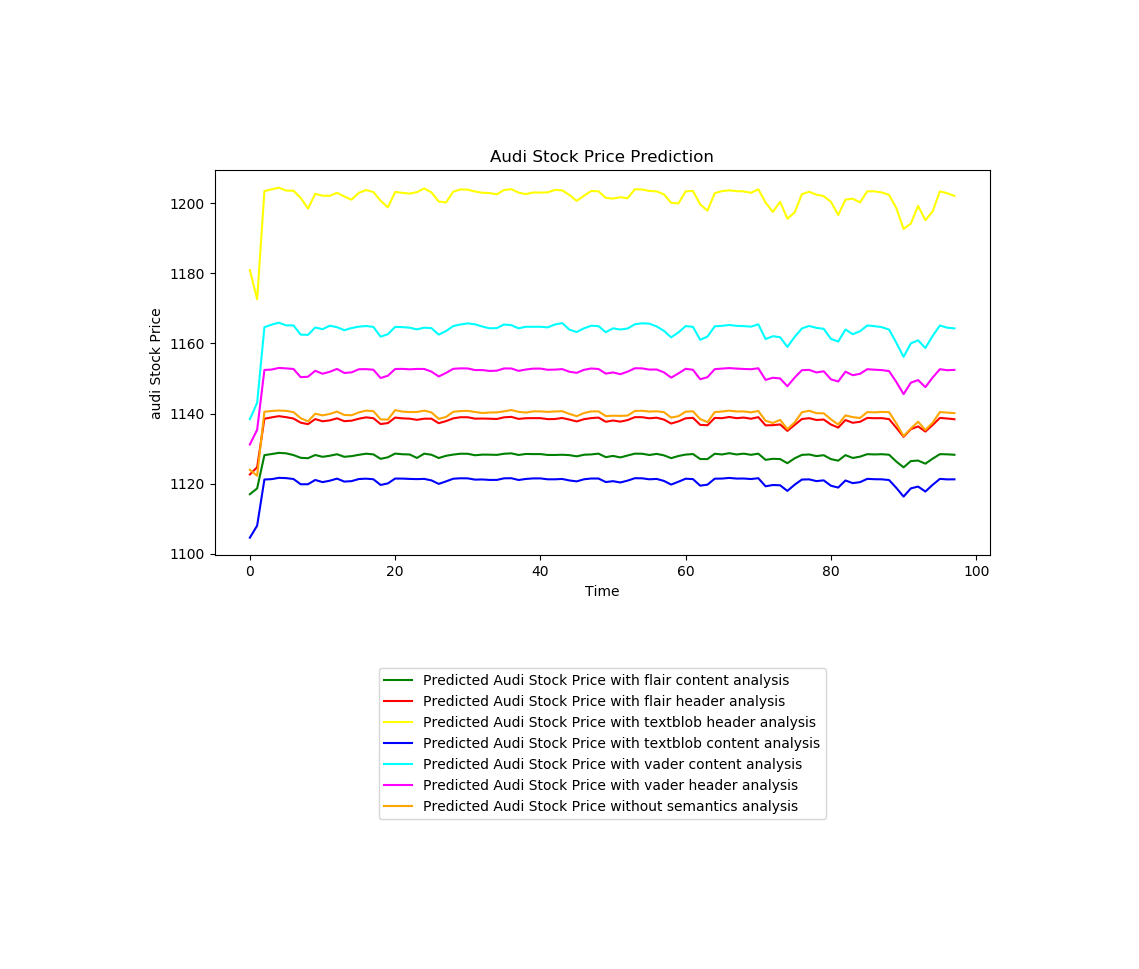 Audi Stock Price Prediction
audi Stock Price
1200
1180
1160
1140
1120
1100
0 20 40 60 80 100
Time
Predicted Audi Stock Price with flair content analysis
Predicted Audi Stock Price with flair header analysis
Predicted Audi Stock Price with textblob header analysis
Predicted Audi Stock Price with textblob content analysis
Predicted Audi Stock Price with vader content analysis
Predicted Audi Stock Price with vader header analysis
Predicted Audi Stock Price without semantics analysis